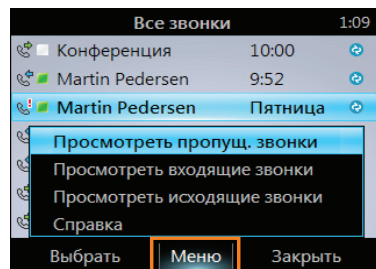 Все звонки 1:09
Конференция 10:00
Martin Pedersen 9:52
Martin Pedersen Пятница
Просмотреть пропущ. звонки
Просмотреть входящие звонки
Просмотреть исходящие звонки
Справка
Выбрать Меню Закрыть